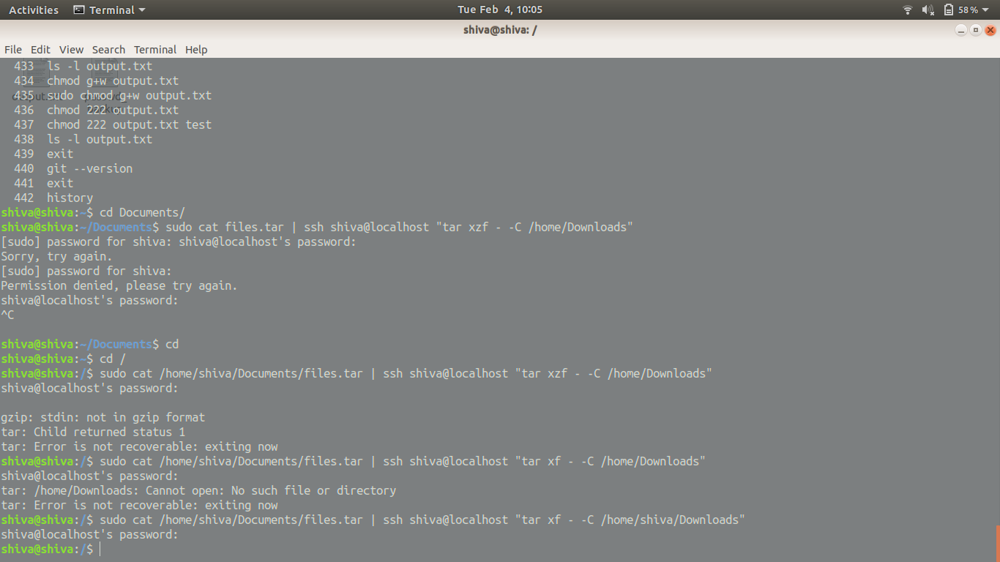 Activities Terminal Tue Feb 4, 10:05 58%
shiva@shiva: /
File Edit View Search Terminal Help
433 ls -l output.txt
434 chmod g+w output.txt
435 sudo chmod g+w output.txt
436 chmod 222 output.txt
437 chmod 222 output.txt test
438 ls -l output.txt
439 exit
440 git --version
441 exit
442 history
shiva@shiva:~$ cd Documents/
shiva@shiva:~/Documents$ sudo cat files.tar | ssh shiva@localhost "tar xzf - -C /home/Downloads"
[sudo] password for shiva: shiva@localhost's password:
Sorry, try again.
[sudo] password for shiva:
Permission denied, please try again.
shiva@localhost's password:
^C
shiva@shiva:~/Documents$ cd
shiva@shiva:~$ cd /
shiva@shiva:/$ sudo cat /home/shiva/Documents/files.tar | ssh shiva@localhost "tar xzf - -C /home/Downloads"
shiva@localhost's password:
gzip: stdin: not in gzip format
tar: Child returned status 1
tar: Error is not recoverable: exiting now
shiva@shiva:/$ sudo cat /home/shiva/Documents/files.tar | ssh shiva@localhost "tar xf - -C /home/Downloads"
shiva@localhost's password:
tar: /home/Downloads: Cannot open: No such file or directory
tar: Error is not recoverable: exiting now
shiva@shiva:/$ sudo cat /home/shiva/Documents/files.tar | ssh shiva@localhost "tar xf - -C /home/shiva/Downloads"
shiva@localhost's password:
shiva@shiva:/$